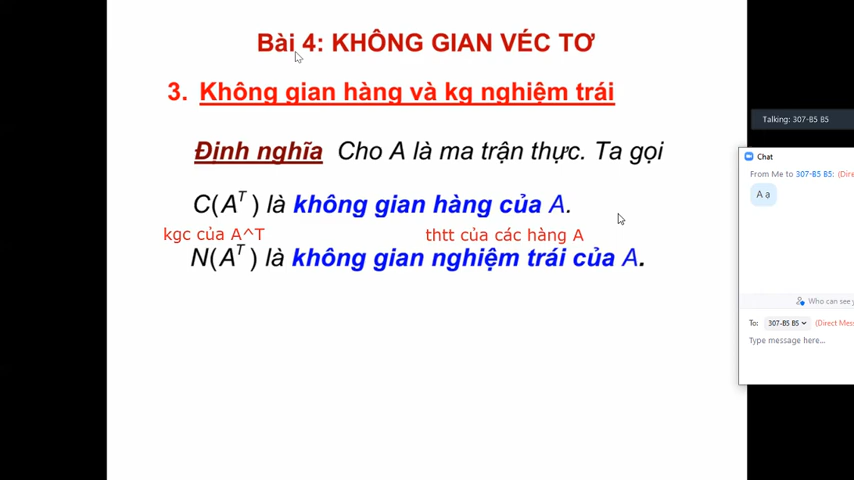 Bài 4: KHÔNG GIAN VÉC TƠ
3. Không gian hàng và kg nghiệm trái
Định nghĩa Cho A là ma trận thực. Ta gọi
C(A^T) là không gian hàng của A.
kgc của A^T thtt của các hàng A
N(A^T) là không gian nghiệm trái của A.
Talking: 307-B5 B5
Chat
From Me to 307-B5 B5: (Dire
A ạ
Who can see y
To: 307-B5 B5 (Direct Mess
Type message here...